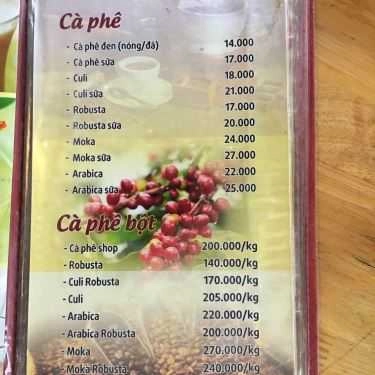 Cà phê
- Cà phê đen (nóng/đá) 14.000
- Cà phê sữa 17.000
- Culi 18.000
- Culi sữa 21.000
- Robusta 17.000
- Robusta sữa 20.000
- Moka 24.000
- Moka sữa 27.000
- Arabica 22.000
- Arabica sữa 25.000
Cà phê bột
- Cà phê shop 200.000/kg
- Robusta 140.000/kg
- Culi Robusta 170.000/kg
- Culi 205.000/kg
- Arabica 220.000/kg
- Arabica Robusta 200.000/kg
- Moka 270.000/kg
- Moka Robusta 240.000/kg